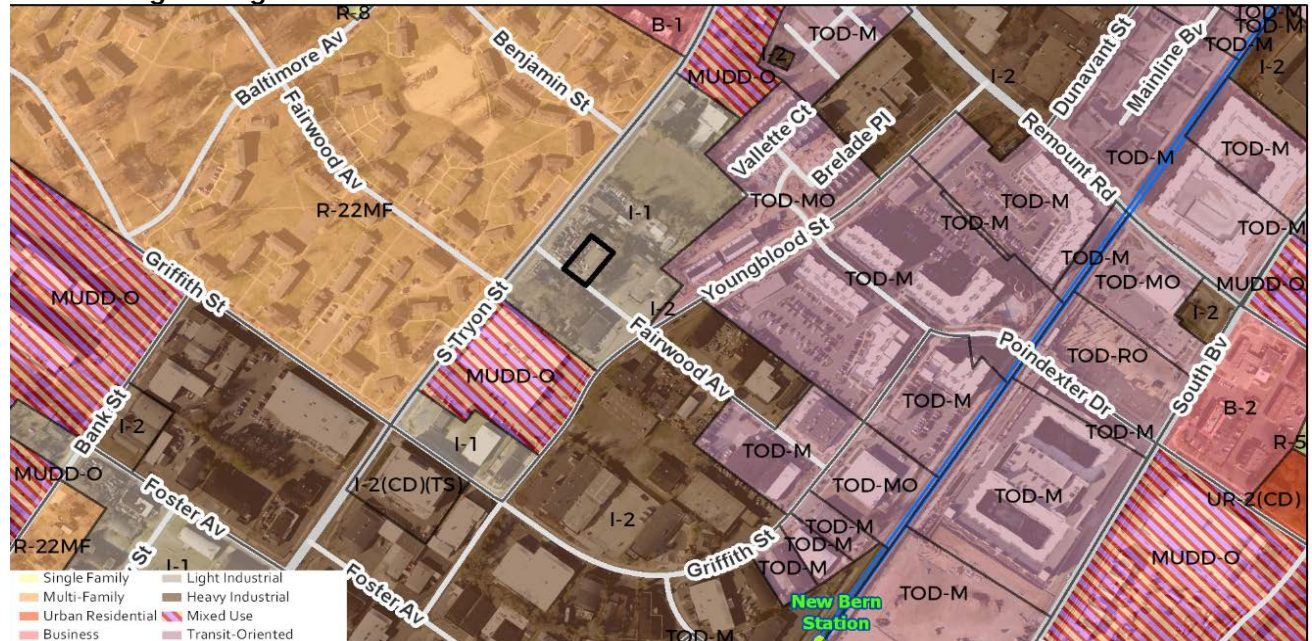 R-8
B-1
TOD-M
TOD-M
TOD-M
TOD-M
I-2
I-2
I-2
Baltimore Av
Benjamin St
MUDD-O
Dunavant St
Mainline Bv
Fairwood Av
Vallette Ct
Brelade Pl
Remount Rd
TOD-M
TOD-M
R-22MF
I-1
TOD-MO
TOD-M
TOD-M
TOD-M
Griffith St
Youngblood St
TOD-M
TOD-M
TOD-MO
MUDD-O
MUDD-O
S Tryon St
I-2
Fairwood Av
I-2
Poindexter Dr
TOD-RO
South Bv
MUDD-O
TOD-M
B-2
Bank St
I-2
I-1
TOD-M
TOD-M
R-5
MUDD-O
I-2(CD)(TS)
TOD-MO
TOD-M
UR-2(CD)
Foster Av
I-2
TOD-M
R-22MF
Griffith St
TOD-M
TOD-M
MUDD-O
St
I-1
Foster Av
TOD-M
New Bern
Station
TOD-M
Single Family
Light Industrial
Multi-Family
Heavy Industrial
Urban Residential
Mixed Use
Business
Transit-Oriented